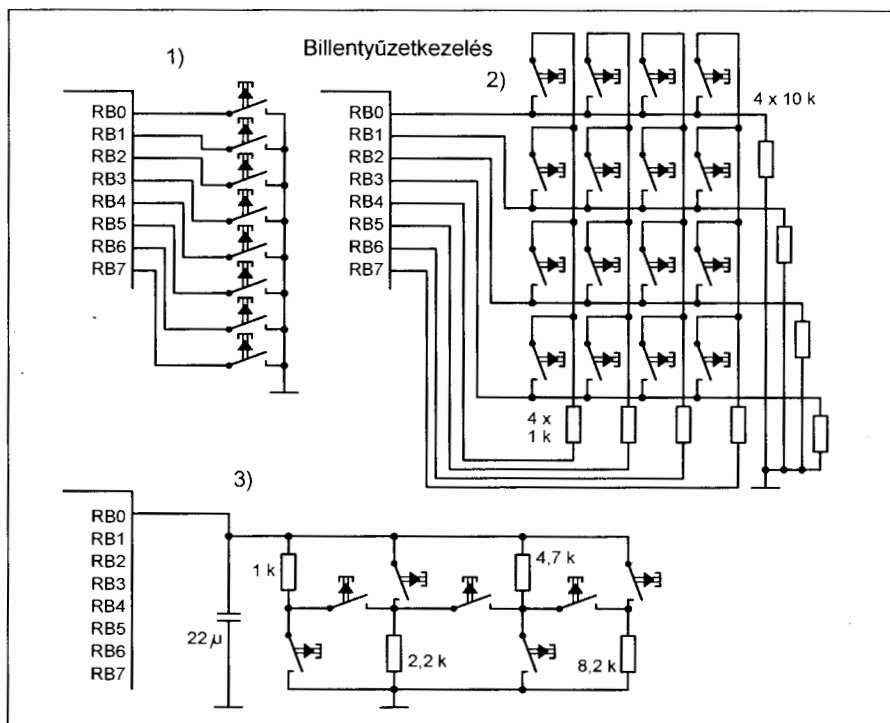 Billentyűzetkezelés
1)
RB0
RB1
RB2
RB3
RB4
RB5
RB6
RB7
2)
RB0
RB1
RB2
RB3
RB4
RB5
RB6
RB7
4 x 10 k
4 x
1 k
3)
RB0
RB1
RB2
RB3
RB4
RB5
RB6
RB7
22 µ
1 k
2,2 k
4,7 k
8,2 k